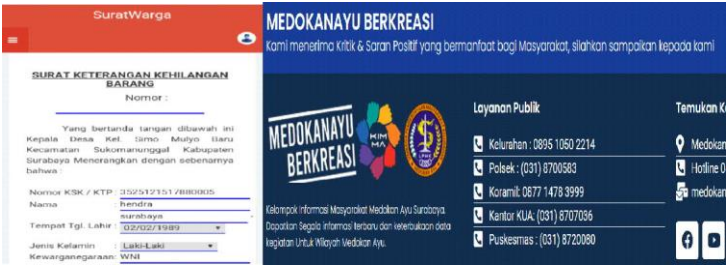 SuratWarga
SURAT KETERANGAN KEHILANGAN
BARANG
Nomor :
Yang bertanda tangan dibawah ini
Kepala Desa Kel. Simo Mulyo Baru
Kecamatan Sukomanunggal Kabupaten
Surabaya Menerangkan dengan sebenarnya
bahwa :
Nomor KSK / KTP : 3525121517880005
Nama : hendra
surabaya
Tempat Tgl. Lahir : 02/02/1989
Jenis Kelamin : Laki-Laki
Kewarganegaraan: WNI
MEDOKANAYU BERKREASI
Kami menerima Kritik & Saran Positif yang bermanfaat bagi Masyarakat, silahkan sampaikan kepada kami
MEDOKANAYU
BERKREASI
KIM
MA
Kelompok Informasi Masyarakat Medokan Ayu Surabaya.
Dapatkan Segala informasi terbaru dan keterbukaan data
kegiatan Untuk Wilayah Medokan Ayu.
Layanan Publik
Kelurahan : 0895 1050 2214
Polsek : (031) 8700583
Koramil: 0877 1478 3999
Kantor KUA: (031) 8707036
Puskesmas : (031) 8720080
Temukan Ka
Medokan
Hotline 0
medokan